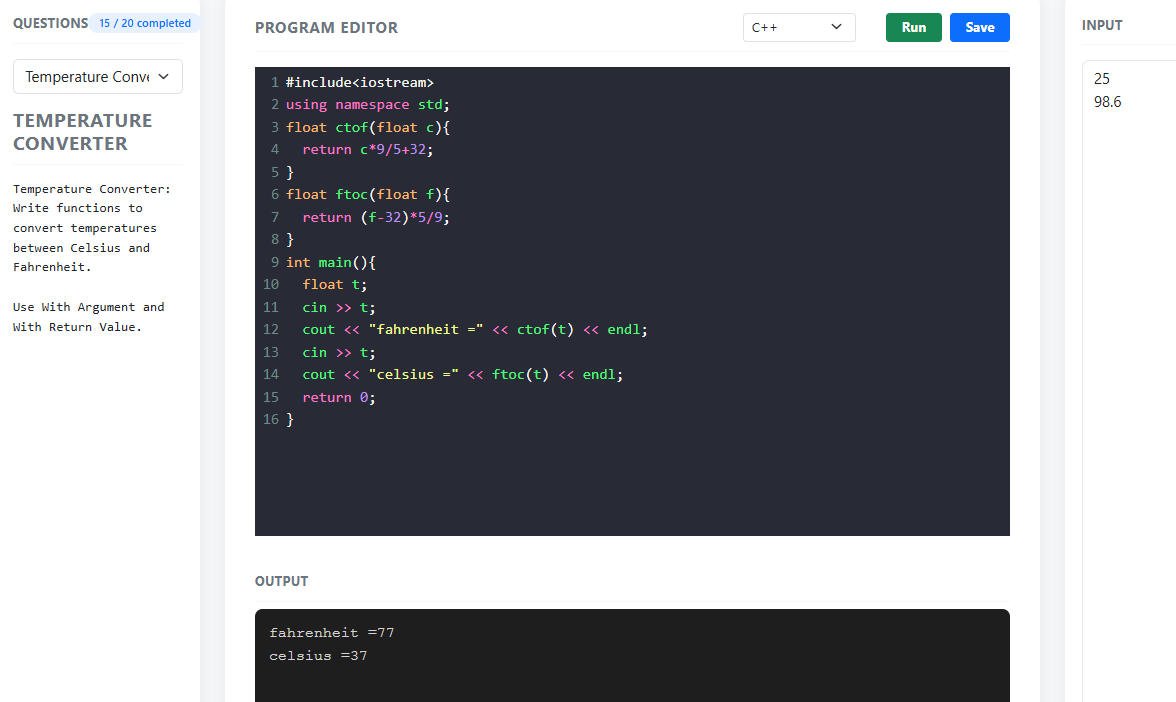 QUESTIONS 15 / 20 completed
Temperature Conve
TEMPERATURE
CONVERTER
Temperature Converter:
Write functions to
convert temperatures
between Celsius and
Fahrenheit.
Use With Argument and
With Return Value.
PROGRAM EDITOR
C++
Run
Save
1 #include<iostream>
2 using namespace std;
3 float ctof(float c){
4   return c*9/5+32;
5 }
6 float ftoc(float f){
7   return (f-32)*5/9;
8 }
9 int main(){
10   float t;
11   cin >> t;
12   cout << "fahrenheit =" << ctof(t) << endl;
13   cin >> t;
14   cout << "celsius =" << ftoc(t) << endl;
15   return 0;
16 }
OUTPUT
fahrenheit =77
celsius =37
INPUT
25
98.6